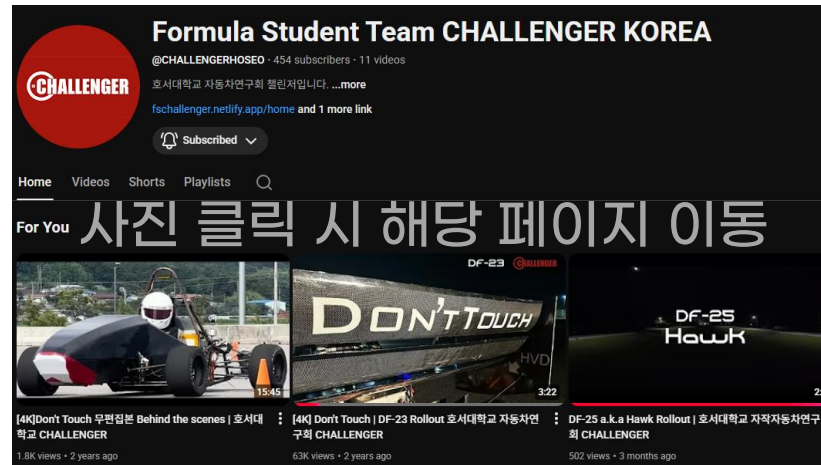 Formula Student Team CHALLENGER KOREA
CHALLENGER
@CHALLENGERHOSEO · 454 subscribers · 11 videos
호서대학교 자동차연구회 챌린저입니다. ...more
fschallenger.netlify.app/home and 1 more link
Subscribed
Home Videos Shorts Playlists
For You
사진 클릭 시 해당 페이지 이동
DF-23 CHALLENGER
DON'T TOUCH
HVD
DF-25
Hawk
15:45
3:22
[4K]Don't Touch 무편집본 Behind the scenes | 호서대
학교 CHALLENGER
1.8K views • 2 years ago
[4K] Don't Touch | DF-23 Rollout 호서대학교 자동차연
구회 CHALLENGER
63K views • 2 years ago
DF-25 a.k.a Hawk Rollout | 호서대학교 자작자동차연구
회 CHALLENGER
502 views • 3 months ago